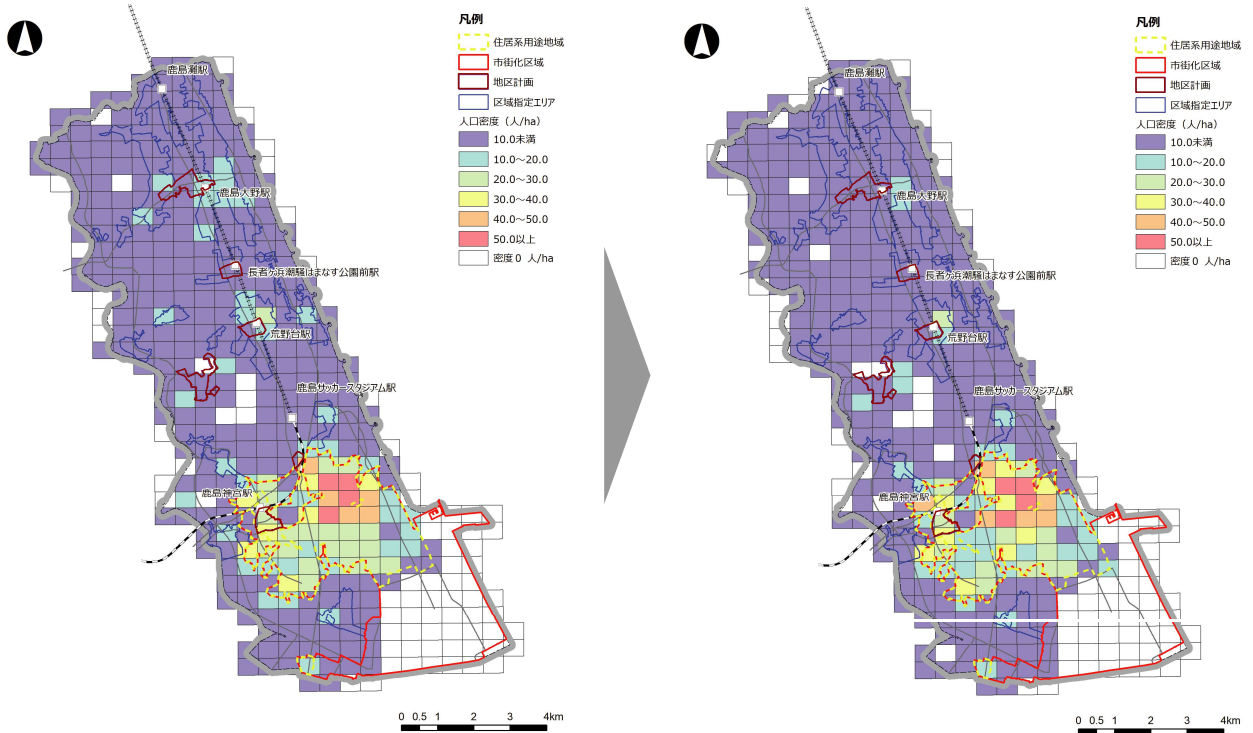 凡例
住居系用途地域
市街化区域
地区計画
区域指定エリア
人口密度（人/ha）
10.0未満
10.0～20.0
20.0～30.0
30.0～40.0
40.0～50.0
50.0以上
密度0 人/ha
鹿島灘駅
鹿島大野駅
長者ヶ浜潮騒はまなす公園前駅
荒野台駅
鹿島サッカースタジアム駅
鹿島神宮駅
0 0.5 1 2 3 4km
凡例
住居系用途地域
市街化区域
地区計画
区域指定エリア
人口密度（人/ha）
10.0未満
10.0～20.0
20.0～30.0
30.0～40.0
40.0～50.0
50.0以上
密度0 人/ha
鹿島灘駅
鹿島大野駅
長者ヶ浜潮騒はまなす公園前駅
荒野台駅
鹿島サッカースタジアム駅
鹿島神宮駅
0 0.5 1 2 3 4km